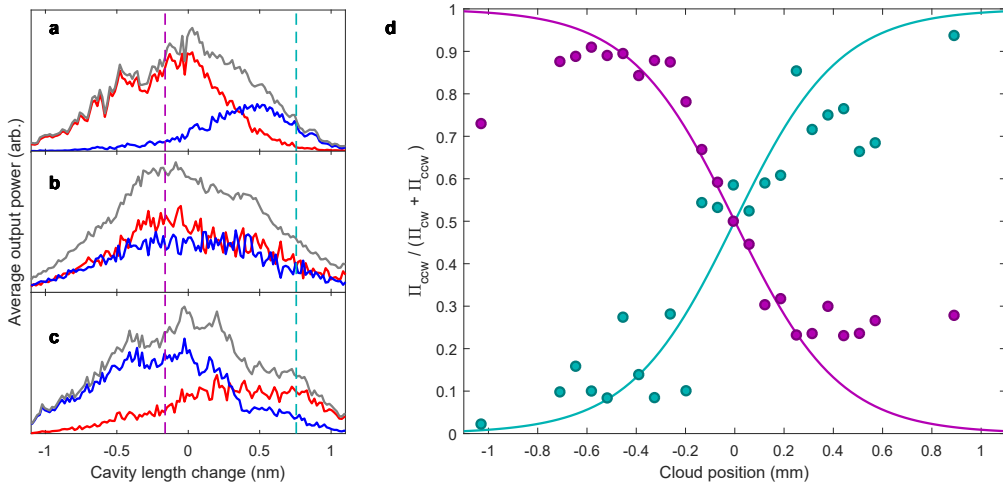 a
b
c
Average output power (arb.)
-1 -0.5 0 0.5 1
Cavity length change (nm)
d
Π_ccw / (Π_cw + Π_ccw)
1
0.9
0.8
0.7
0.6
0.5
0.4
0.3
0.2
0.1
0
-1 -0.8 -0.6 -0.4 -0.2 0 0.2 0.4 0.6 0.8 1
Cloud position (mm)